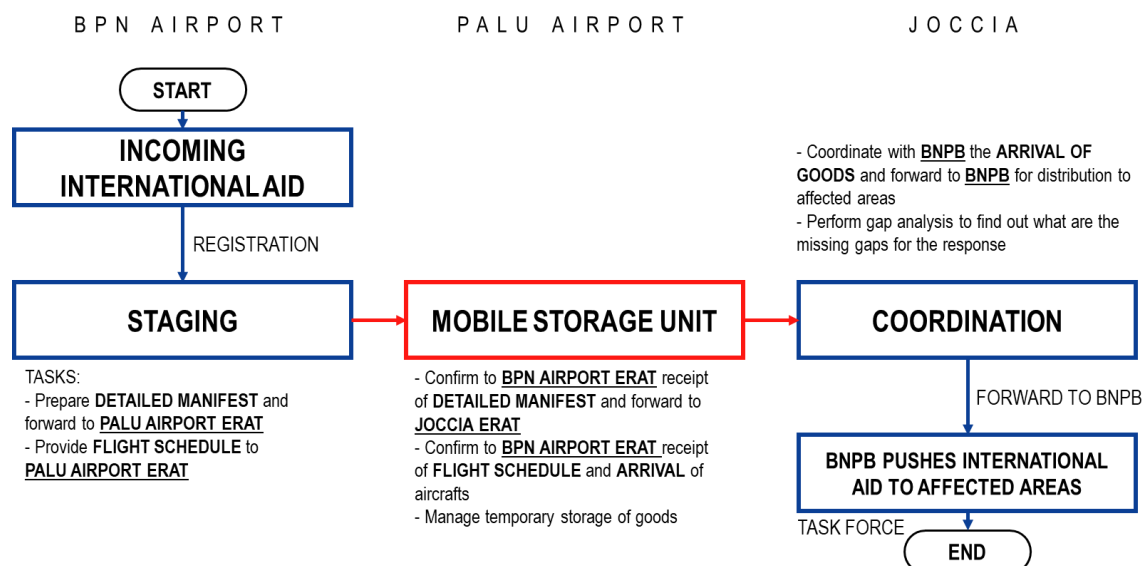 BPN AIRPORT
PALU AIRPORT
JOCCIA
START
INCOMING
INTERNATIONAL AID
REGISTRATION
STAGING
TASKS:
- Prepare DETAILED MANIFEST and
forward to PALU AIRPORT ERAT
- Provide FLIGHT SCHEDULE to
PALU AIRPORT ERAT
MOBILE STORAGE UNIT
- Confirm to BPN AIRPORT ERAT receipt
of DETAILED MANIFEST and forward to
JOCCIA ERAT
- Confirm to BPN AIRPORT ERAT receipt
of FLIGHT SCHEDULE and ARRIVAL of
aircrafts
- Manage temporary storage of goods
- Coordinate with BNPB the ARRIVAL OF
GOODS and forward to BNPB for distribution to
affected areas
- Perform gap analysis to find out what are the
missing gaps for the response
COORDINATION
FORWARD TO BNPB
BNPB PUSHES INTERNATIONAL
AID TO AFFECTED AREAS
TASK FORCE
END